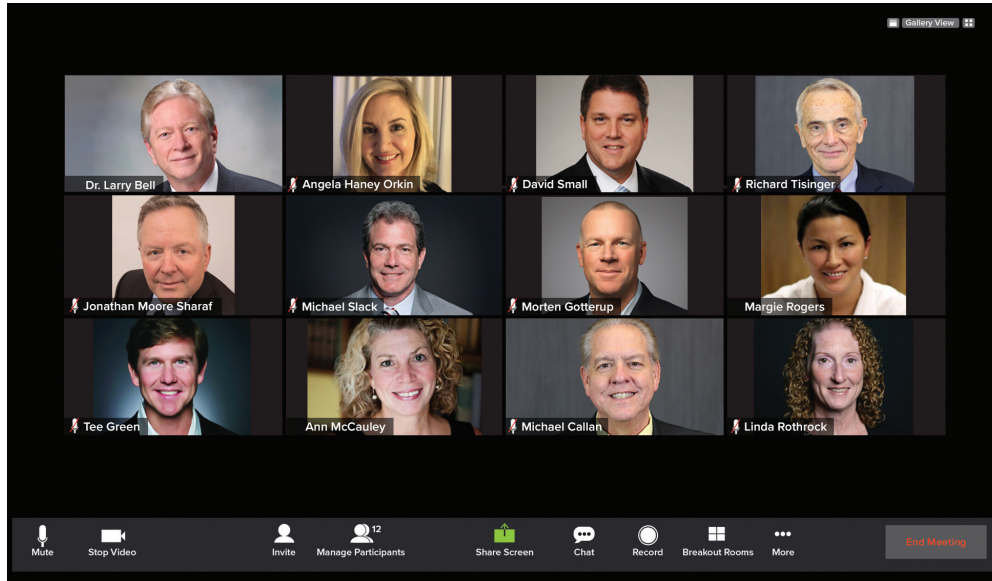 Gallery View
Dr. Larry Bell
Angela Haney Orkin
David Small
Richard Tisinger
Jonathan Moore Sharaf
Michael Slack
Morten Gotterup
Margie Rogers
Tee Green
Ann McCauley
Michael Callan
Linda Rothrock
12
Mute
Stop Video
Invite
Manage Participants
Share Screen
Chat
Record
Breakout Rooms
More
End Meeting